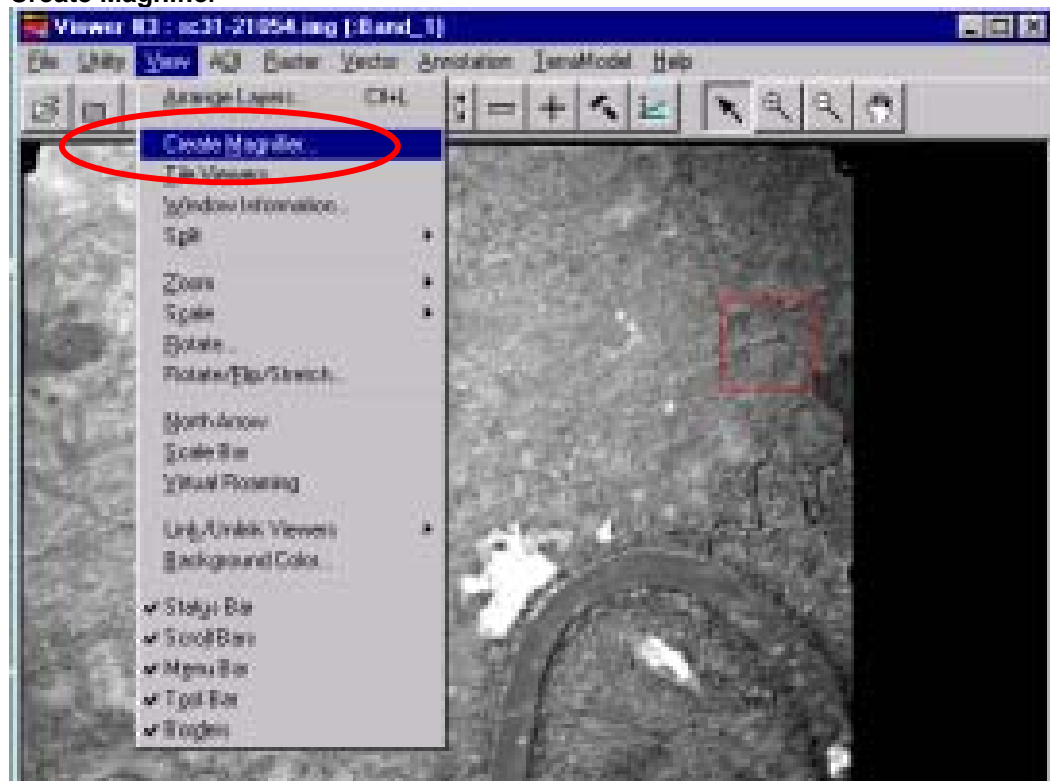 Create Magnifier
Viewer #3 : sc31-21054.img (:Band_1)
File Utility View AOI Raster Vector Annotation TerraModel Help
Arrange Layers Ctrl+L
Create Magnifier...
Tile Viewers
Window Information...
Split
Zoom
Scale
Rotate...
Rotate/Flip/Stretch...
North Arrow
Scale Bar
Virtual Roaming
Link/Unlink Viewers
Background Color...
Status Bar
Scroll Bars
Menu Bar
Tool Bar
Borders